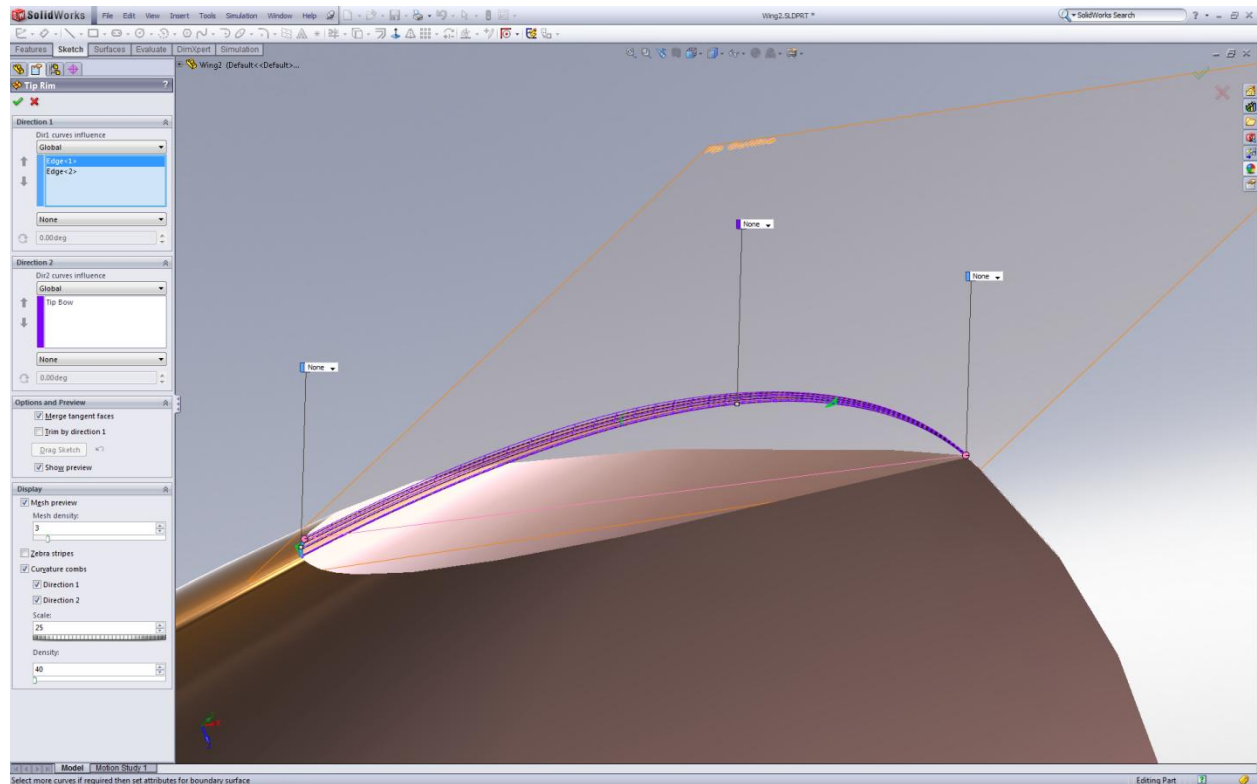 SolidWorks File Edit View Insert Tools Simulation Window Help Wing2.SLDPRT * SolidWorks Search ?
Features Sketch Surfaces Evaluate DimXpert Simulation
Wing2 (Default<<Default>...
Tip Rim ?
Direction 1
Dir1 curves influence
Global
Edge<1>
Edge<2>
None
0.00deg
Direction 2
Dir2 curves influence
Global
Tip Bow
None
0.00deg
Options and Preview
Merge tangent faces
Trim by direction 1
Drag Sketch
Show preview
Display
Mesh preview
Mesh density:
3
Zebra stripes
Curvature combs
Direction 1
Direction 2
Scale:
25
Density:
40
None
None
None
Model Motion Study 1
Select more curves if required then set attributes for boundary surface Editing Part ?